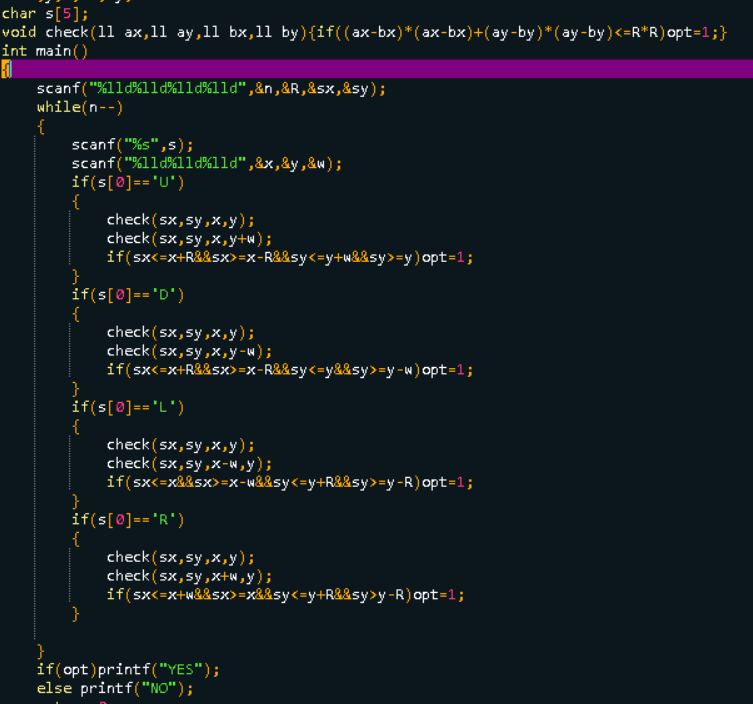 char s[5];
void check(ll ax,ll ay,ll bx,ll by){if((ax-bx)*(ax-bx)+(ay-by)*(ay-by)<=R*R)opt=1;}
int main()
{
scanf("%lld%lld%lld%lld",&n,&R,&sx,&sy);
while(n--)
{
scanf("%s",s);
scanf("%lld%lld%lld",&x,&y,&w);
if(s[0]=='U')
{
check(sx,sy,x,y);
check(sx,sy,x,y+w);
if(sx<=x+R&&sx>=x-R&&sy<=y+w&&sy>=y)opt=1;
}
if(s[0]=='D')
{
check(sx,sy,x,y);
check(sx,sy,x,y-w);
if(sx<=x+R&&sx>=x-R&&sy<=y&&sy>=y-w)opt=1;
}
if(s[0]=='L')
{
check(sx,sy,x,y);
check(sx,sy,x-w,y);
if(sx<=x&&sx>=x-w&&sy<=y+R&&sy>=y-R)opt=1;
}
if(s[0]=='R')
{
check(sx,sy,x,y);
check(sx,sy,x+w,y);
if(sx<=x+w&&sx>=x&&sy<=y+R&&sy>y-R)opt=1;
}
}
if(opt)printf("YES");
else printf("NO");